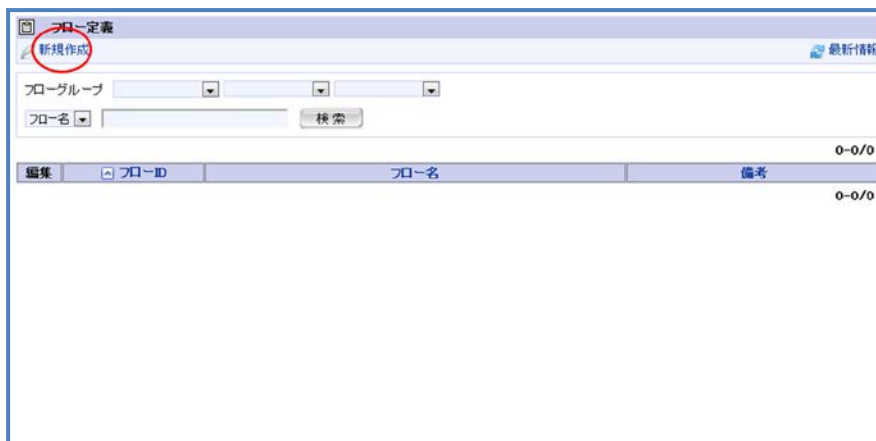 フロー定義
新規作成 最新情報
フローグループ
フロー名 検索
0-0/0
編集 フローID フロー名 備考
0-0/0